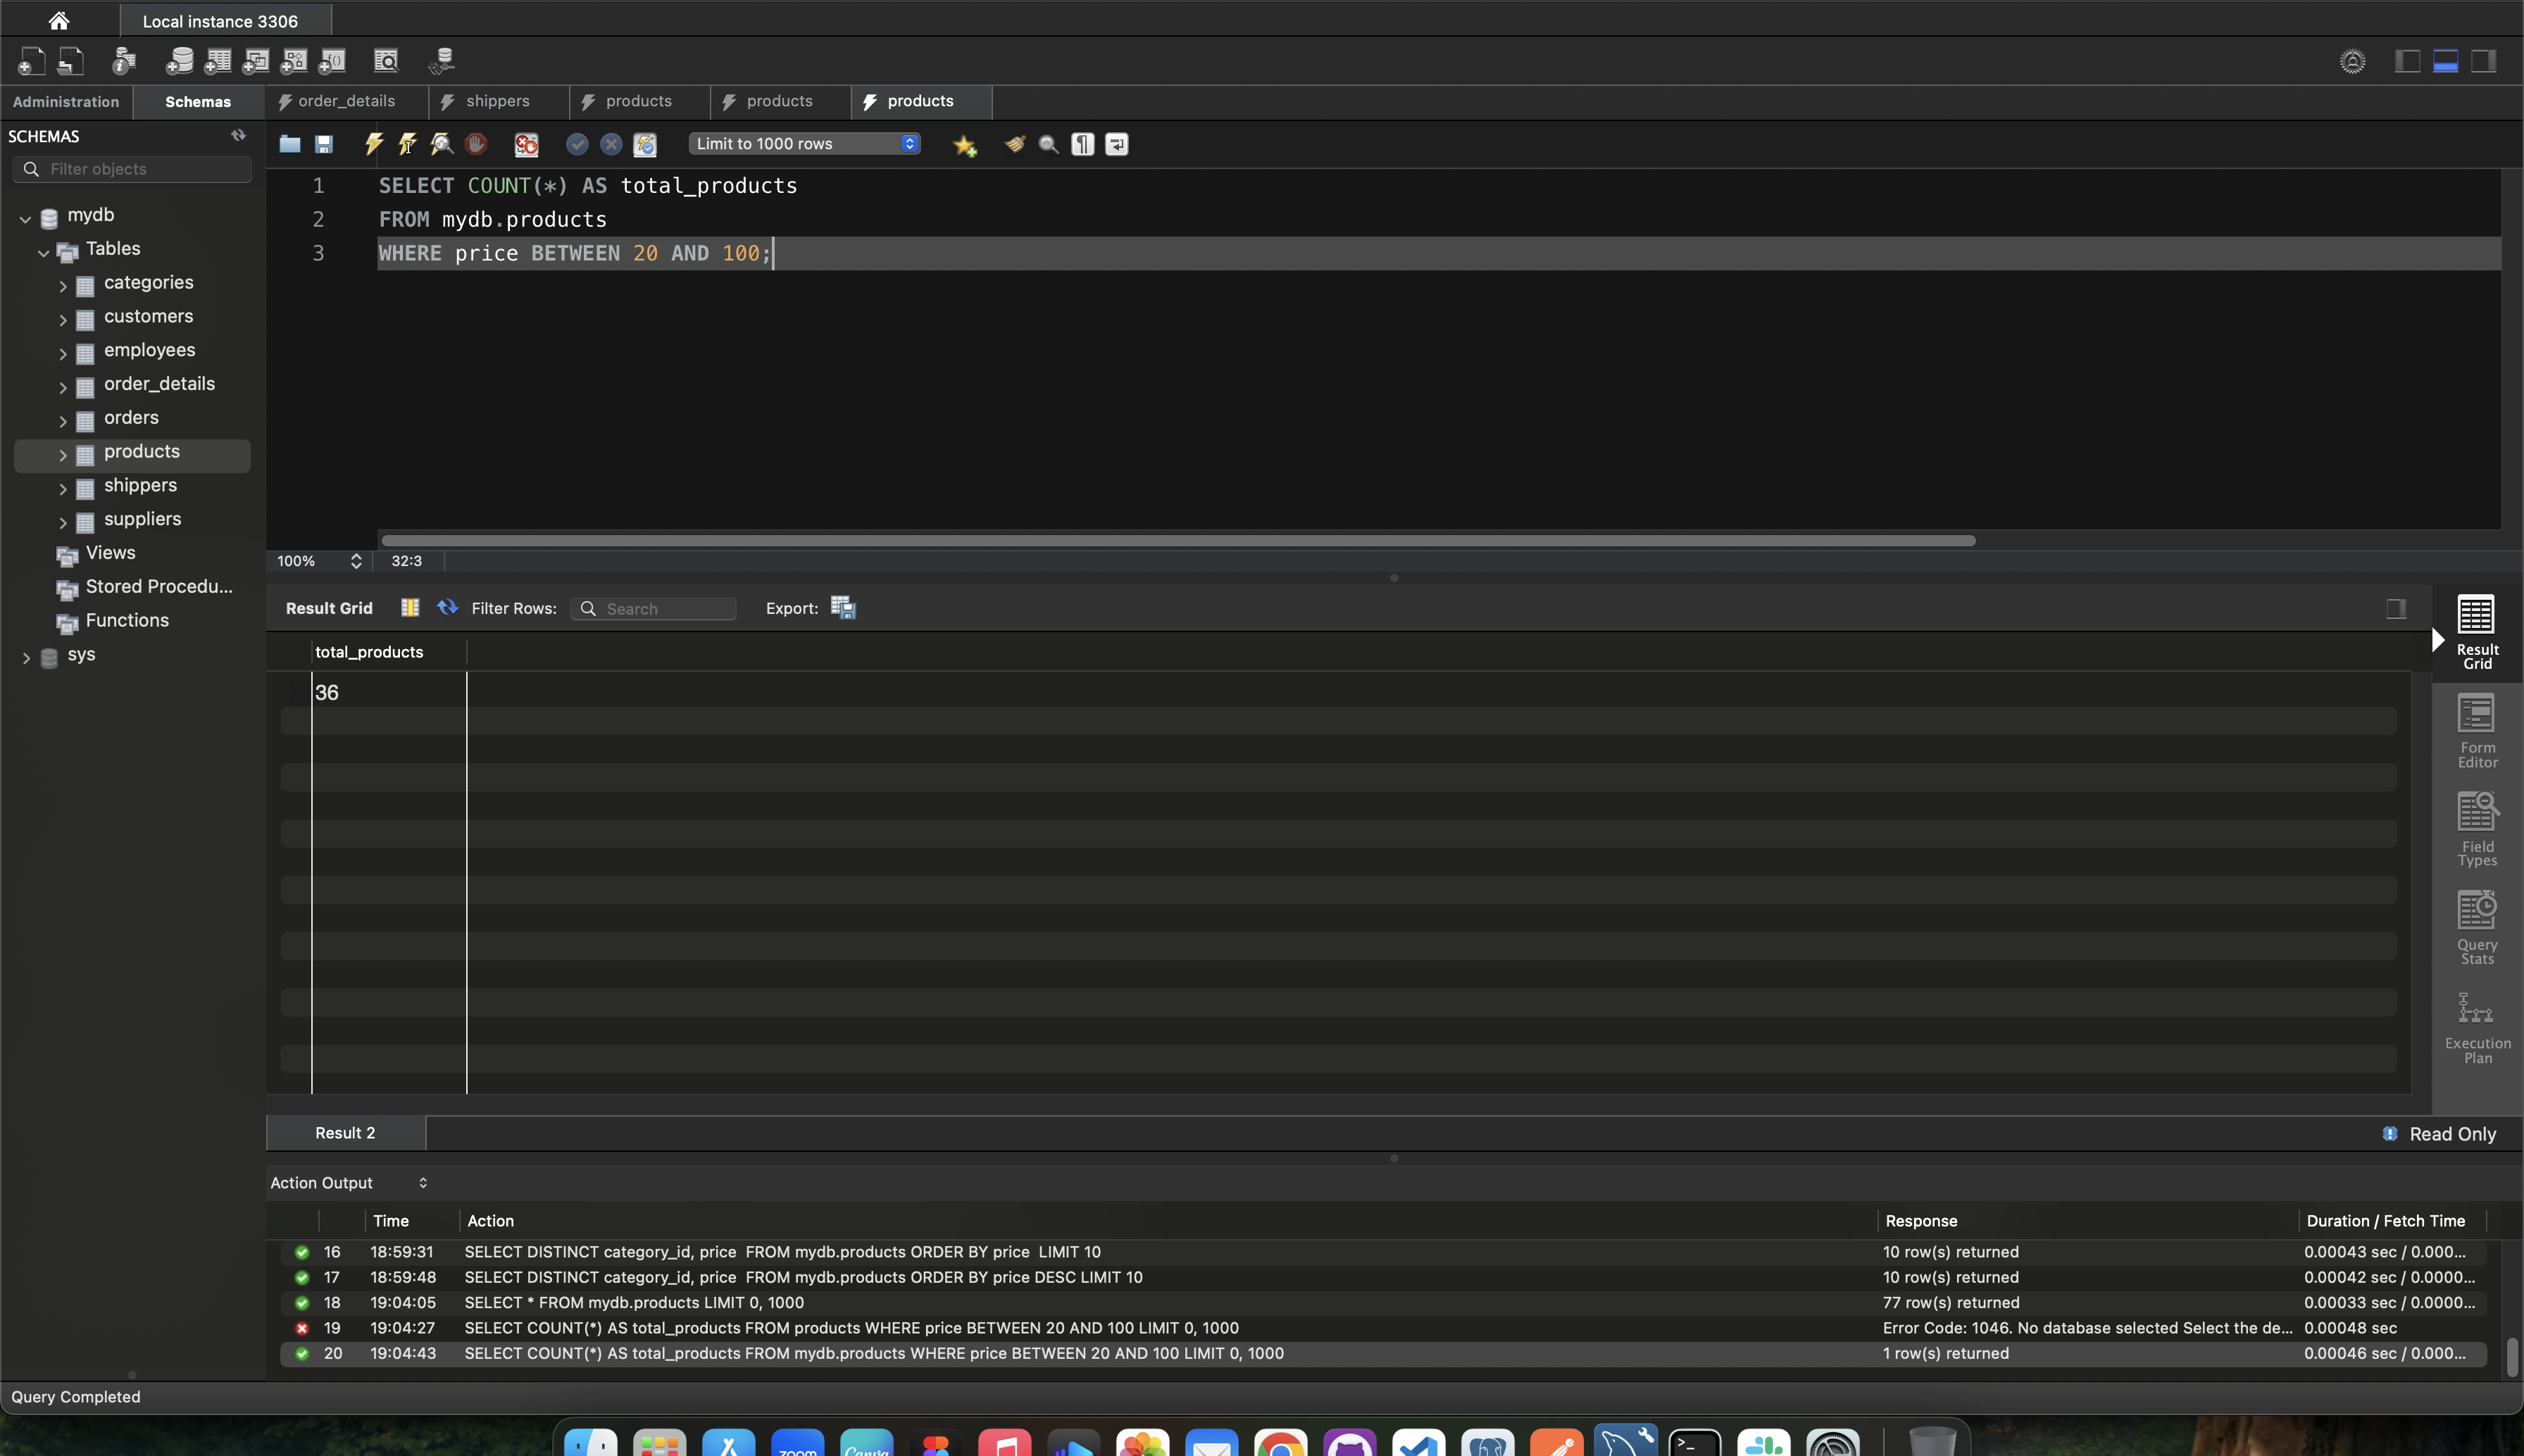 Local instance 3306
Administration
Schemas
order_details
shippers
products
products
products
SCHEMAS
Filter objects
mydb
Tables
categories
customers
employees
order_details
orders
products
shippers
suppliers
Views
Stored Procedu...
Functions
sys
Limit to 1000 rows
1 SELECT COUNT(*) AS total_products
2 FROM mydb.products
3 WHERE price BETWEEN 20 AND 100;
100% 32:3
Result Grid Filter Rows: Search Export:
total_products
36
Result
Grid
Form
Editor
Field
Types
Query
Stats
Execution
Plan
Result 2
Read Only
Action Output
Time Action Response Duration / Fetch Time
16 18:59:31 SELECT DISTINCT category_id, price FROM mydb.products ORDER BY price LIMIT 10 10 row(s) returned 0.00043 sec / 0.000...
17 18:59:48 SELECT DISTINCT category_id, price FROM mydb.products ORDER BY price DESC LIMIT 10 10 row(s) returned 0.00042 sec / 0.0000...
18 19:04:05 SELECT * FROM mydb.products LIMIT 0, 1000 77 row(s) returned 0.00033 sec / 0.0000...
19 19:04:27 SELECT COUNT(*) AS total_products FROM products WHERE price BETWEEN 20 AND 100 LIMIT 0, 1000 Error Code: 1046. No database selected Select the de... 0.00048 sec
20 19:04:43 SELECT COUNT(*) AS total_products FROM mydb.products WHERE price BETWEEN 20 AND 100 LIMIT 0, 1000 1 row(s) returned 0.00046 sec / 0.000...
Query Completed
zoom
Canva